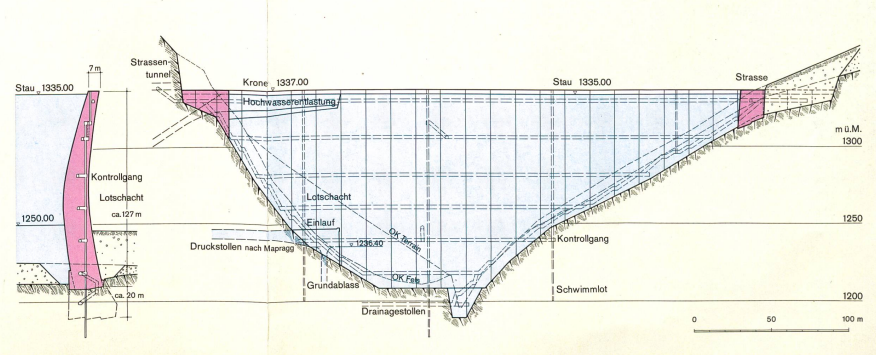 7 m
Stau 1335.00
Strassen-
tunnel
Krone 1337.00
Stau 1335.00
Strasse
Hochwasserentlastung
m ü.M.
1300
Kontrollgang
Lotschacht
ca.127 m
1250.00
ca. 20 m
Lotschacht
Einlauf
1236.40
OK Terrain
OK Fels
Druckstollen nach Mapragg
Grundablass
Drainagestollen
Kontrollgang
Schwimmlot
1250
1200
0 50 100 m